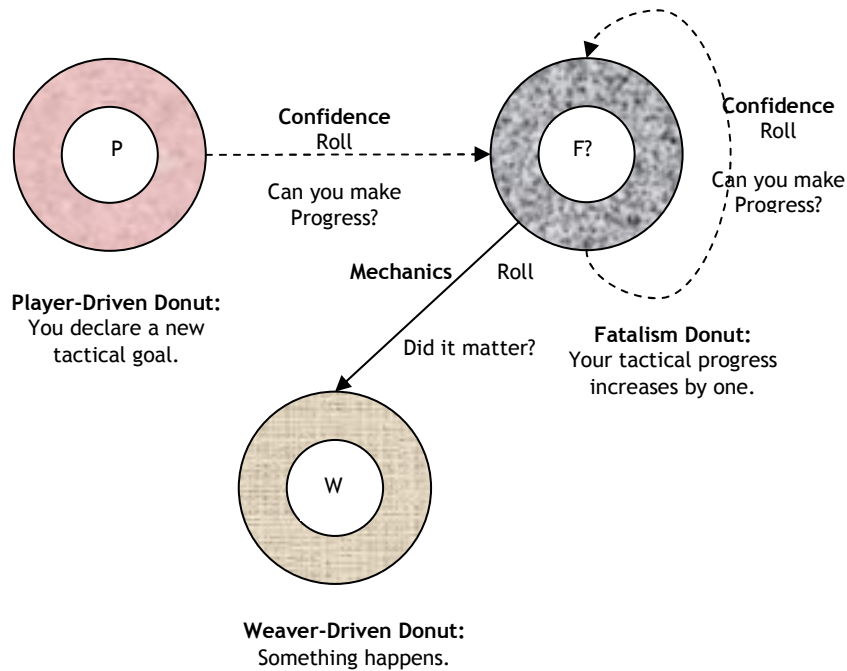 P
Confidence
Roll
Can you make
Progress?
F?
Confidence
Roll
Can you make
Progress?
Player-Driven Donut:
You declare a new
tactical goal.
Mechanics Roll
Did it matter?
Fatalism Donut:
Your tactical progress
increases by one.
W
Weaver-Driven Donut:
Something happens.